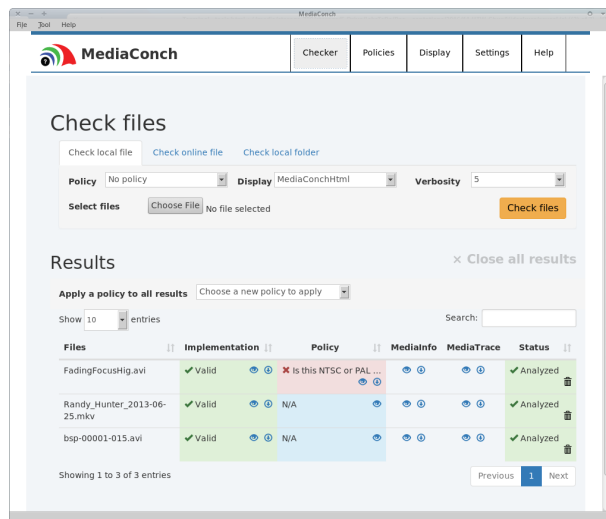 MediaConch
File Tool Help
MediaConch
Checker Policies Display Settings Help
Check files
Check local file Check online file Check local folder
Policy No policy Display MediaConchHtml Verbosity 5
Select files Choose File No file selected Check files
Results × Close all results
Apply a policy to all results Choose a new policy to apply
Show 10 entries Search:
Files Implementation Policy MediaInfo MediaTrace Status
FadingFocusHig.avi Valid Is this NTSC or PAL ... Analyzed
Randy_Hunter_2013-06-
25.mkv Valid N/A Analyzed
bsp-00001-015.avi Valid N/A Analyzed
Showing 1 to 3 of 3 entries Previous 1 Next